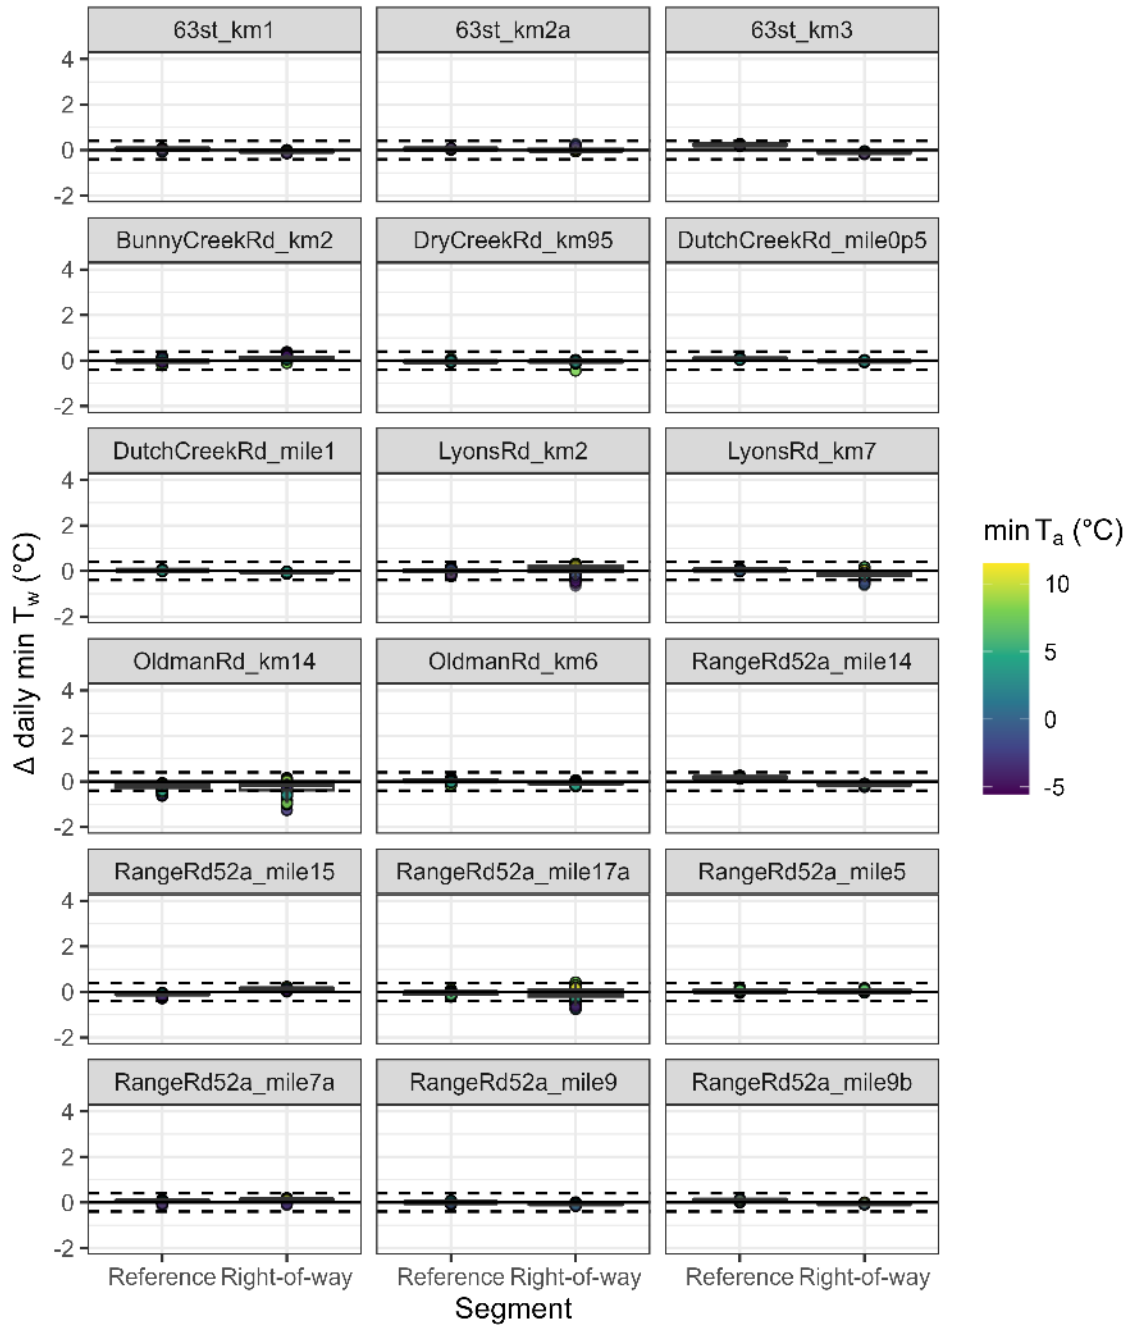 63st_km1 63st_km2a 63st_km3
4
2
0
-2
BunnyCreekRd_km2 DryCreekRd_km95 DutchCreekRd_mile0p5
4
2
0
-2
DutchCreekRd_mile1 LyonsRd_km2 LyonsRd_km7
4
2
0
-2
OldmanRd_km14 OldmanRd_km6 RangeRd52a_mile14
4
2
0
-2
RangeRd52a_mile15 RangeRd52a_mile17a RangeRd52a_mile5
4
2
0
-2
RangeRd52a_mile7a RangeRd52a_mile9 RangeRd52a_mile9b
4
2
0
-2
Reference Right-of-way Reference Right-of-way Reference Right-of-way
Segment
Δ daily min Tw (°C)
min Ta (°C)
10
5
0
-5